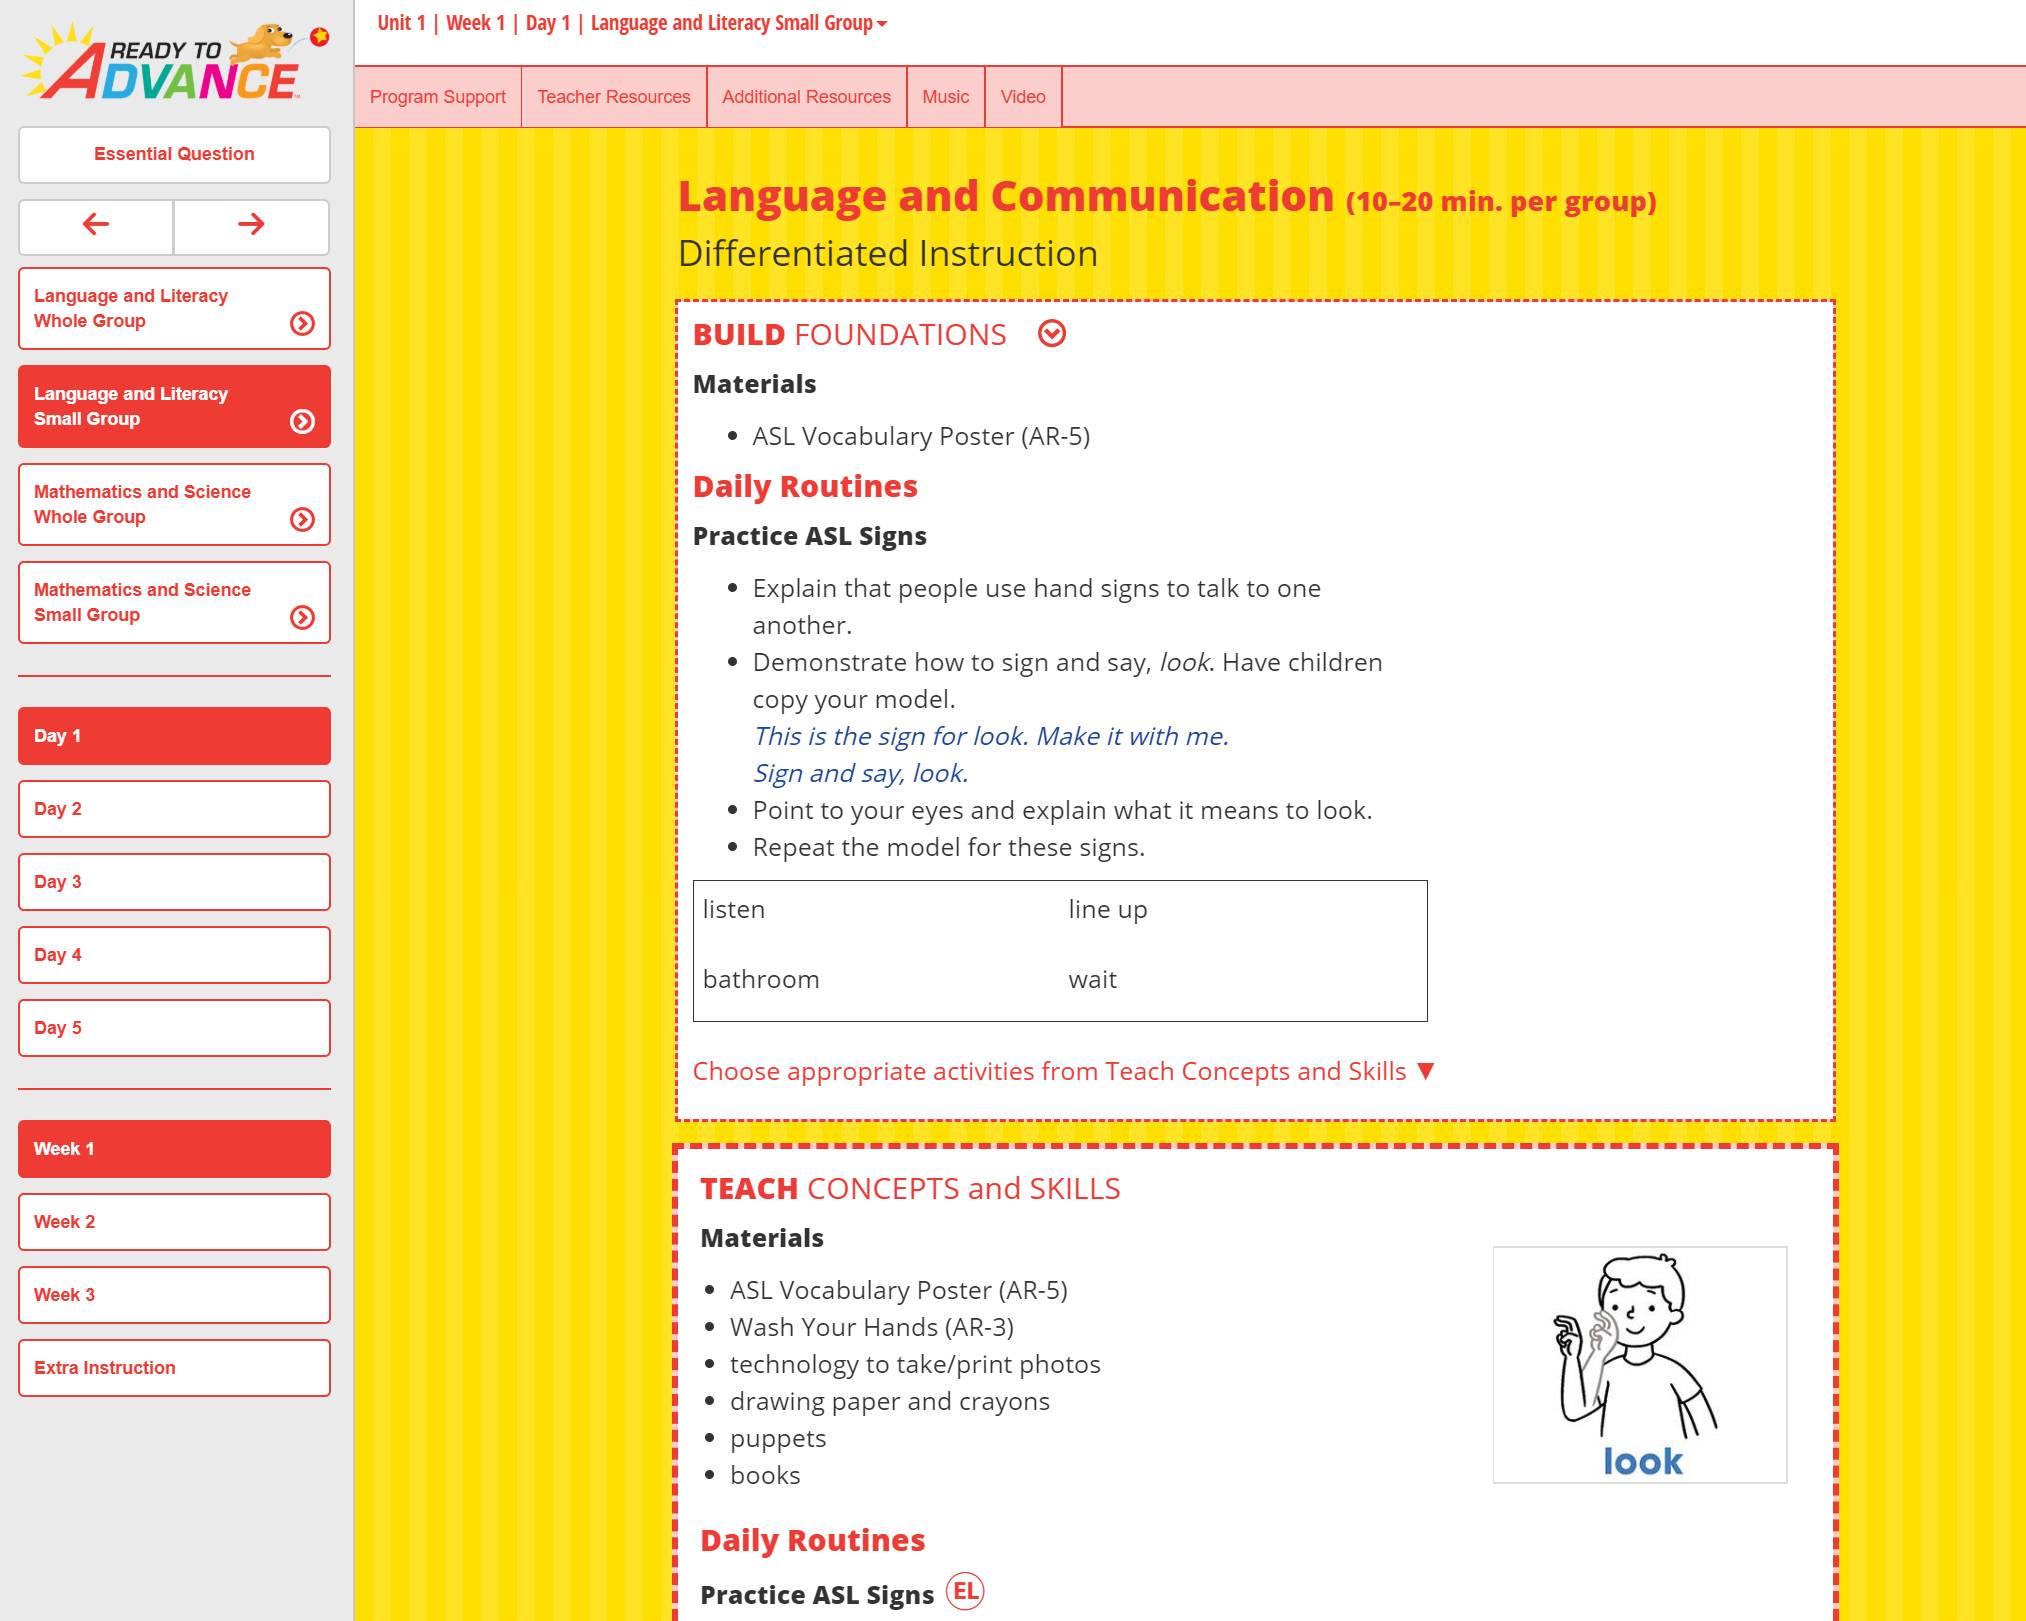 READY TO
ADVANCE
Essential Question
Language and Literacy
Whole Group
Language and Literacy
Small Group
Mathematics and Science
Whole Group
Mathematics and Science
Small Group
Day 1
Day 2
Day 3
Day 4
Day 5
Week 1
Week 2
Week 3
Extra Instruction
Unit 1 | Week 1 | Day 1 | Language and Literacy Small Group
Program Support
Teacher Resources
Additional Resources
Music
Video
Language and Communication (10–20 min. per group)
Differentiated Instruction
BUILD FOUNDATIONS
Materials
• ASL Vocabulary Poster (AR-5)
Daily Routines
Practice ASL Signs
• Explain that people use hand signs to talk to one
another.
• Demonstrate how to sign and say, look. Have children
copy your model.
This is the sign for look. Make it with me.
Sign and say, look.
• Point to your eyes and explain what it means to look.
• Repeat the model for these signs.
listen line up
bathroom wait
Choose appropriate activities from Teach Concepts and Skills ▼
TEACH CONCEPTS and SKILLS
Materials
• ASL Vocabulary Poster (AR-5)
• Wash Your Hands (AR-3)
• technology to take/print photos
• drawing paper and crayons
• puppets
• books
look
Daily Routines
Practice ASL Signs EL